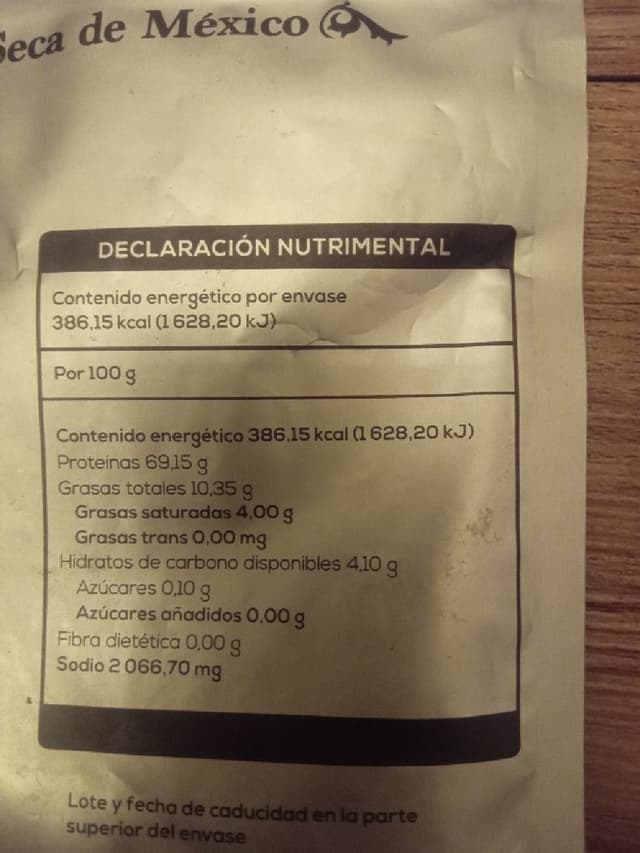 Seca de México
DECLARACIÓN NUTRIMENTAL
Contenido energético por envase
386,15 kcal (1 628,20 kJ)
Por 100 g
Contenido energético 386,15 kcal (1 628,20 kJ)
Proteínas 69,15 g
Grasas totales 10,35 g
Grasas saturadas 4,00 g
Grasas trans 0,00 mg
Hidratos de carbono disponibles 4,10 g
Azúcares 0,10 g
Azúcares añadidos 0,00 g
Fibra dietética 0,00 g
Sodio 2 066,70 mg
Lote y fecha de caducidad en la parte
superior del envase